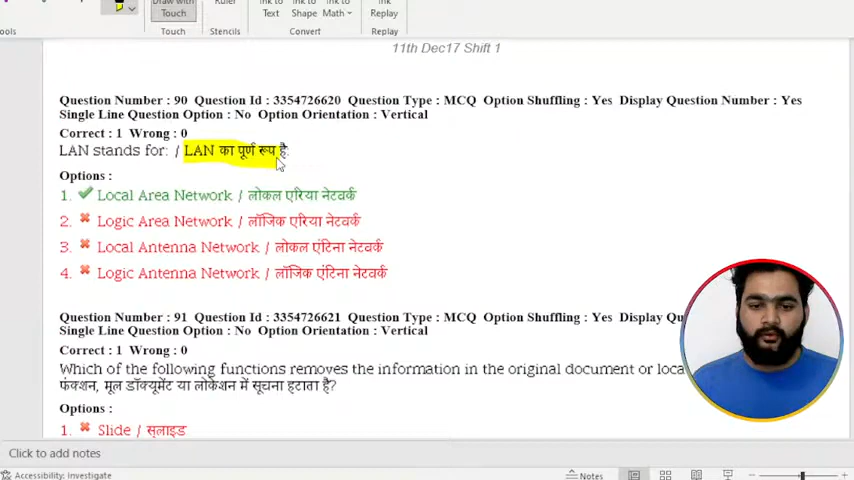 Draw with Ruler Ink to Ink to Ink to Ink
Touch Text Shape Math Replay
ools Touch Stencils Convert Replay
11th Dec17 Shift 1
Question Number : 90 Question Id : 3354726620 Question Type : MCQ Option Shuffling : Yes Display Question Number : Yes
Single Line Question Option : No Option Orientation : Vertical
Correct : 1 Wrong : 0
LAN stands for: / LAN का पूर्ण रूप है:
Options :
1. Local Area Network / लोकल एरिया नेटवर्क
2. Logic Area Network / लॉजिक एरिया नेटवर्क
3. Local Antenna Network / लोकल एंटिना नेटवर्क
4. Logic Antenna Network / लॉजिक एंटिना नेटवर्क
Question Number : 91 Question Id : 3354726621 Question Type : MCQ Option Shuffling : Yes Display Qu
Single Line Question Option : No Option Orientation : Vertical
Correct : 1 Wrong : 0
Which of the following functions removes the information in the original document or loca
फंक्शन, मूल डॉक्यूमेंट या लोकेशन में सूचना हटाता है?
Options :
1. Slide / स्लाइड
Click to add notes
Accessibility: Investigate Notes